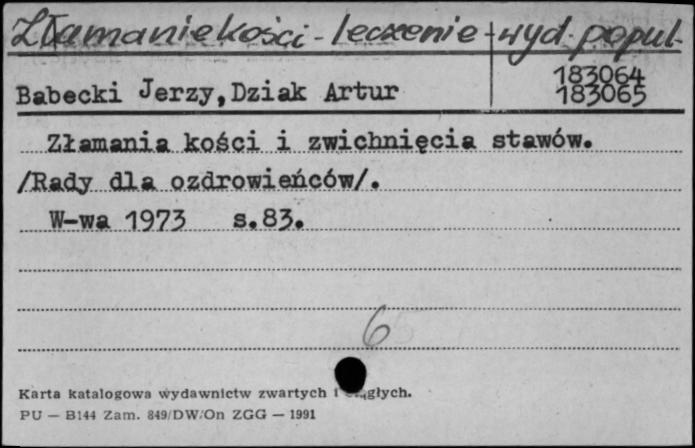 Złamanie kości - leczenie - wyd. popul.
183064
Babecki Jerzy, Dziak Artur
183065
Złamania kości i zwichnięcia stawów.
/Rady dla ozdrowieńców/.
W-wa 1973 s.83.
6
Karta katalogowa wydawnictw zwartych i ciągłych.
PU — B144 Zam. 849/DW/On ZGG — 1991